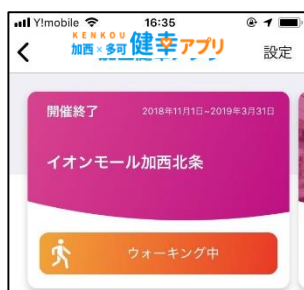 Y!mobile 16:35
KENKOU
加西×多可 健幸アプリ
設定
開催終了 2018年11月1日~2019年3月31日
イオンモール加西北条
ウォーキング中